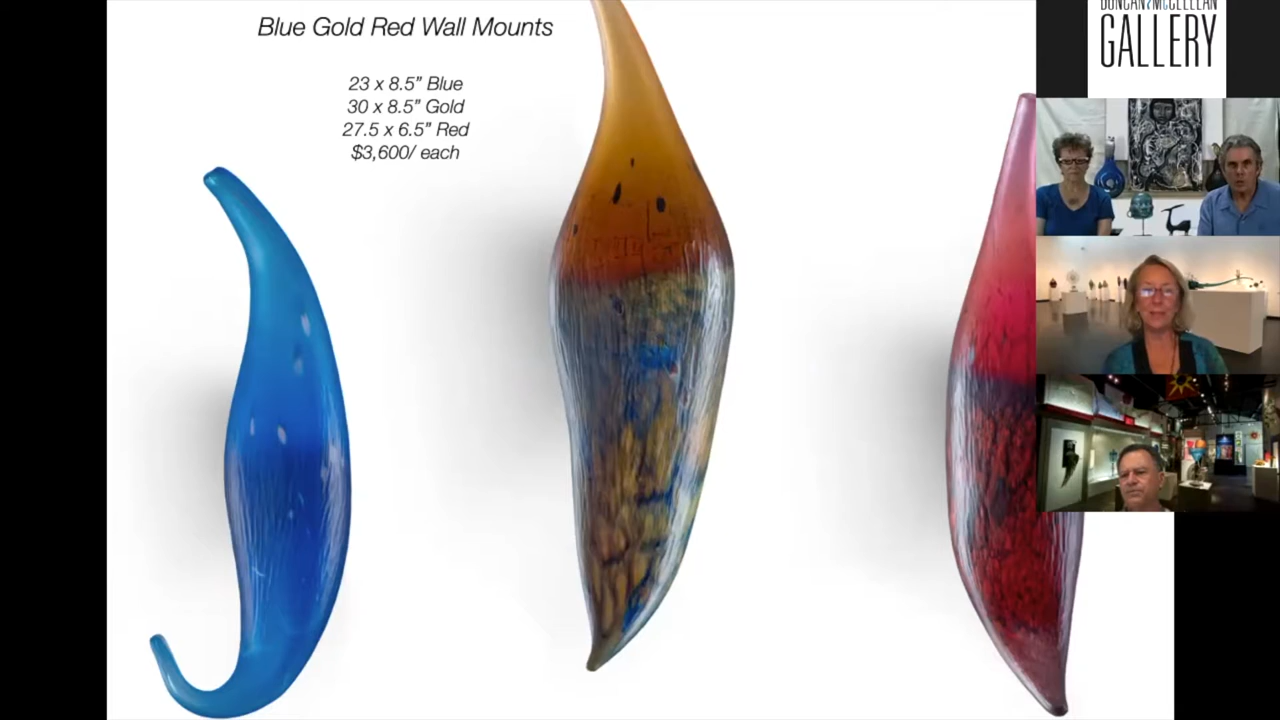 Blue Gold Red Wall Mounts
23 x 8.5” Blue
30 x 8.5” Gold
27.5 x 6.5” Red
$3,600/ each
GALLERY